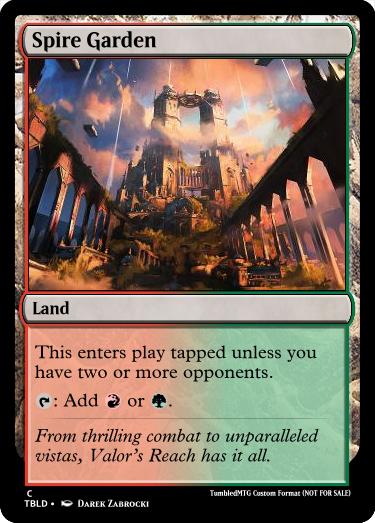 Spire Garden
Land
This enters play tapped unless you
have two or more opponents.
: Add or .
From thrilling combat to unparalleled
vistas, Valor's Reach has it all.
C
TBLD • Darek Zabrocki
TumbledMTG Custom Format (NOT FOR SALE)